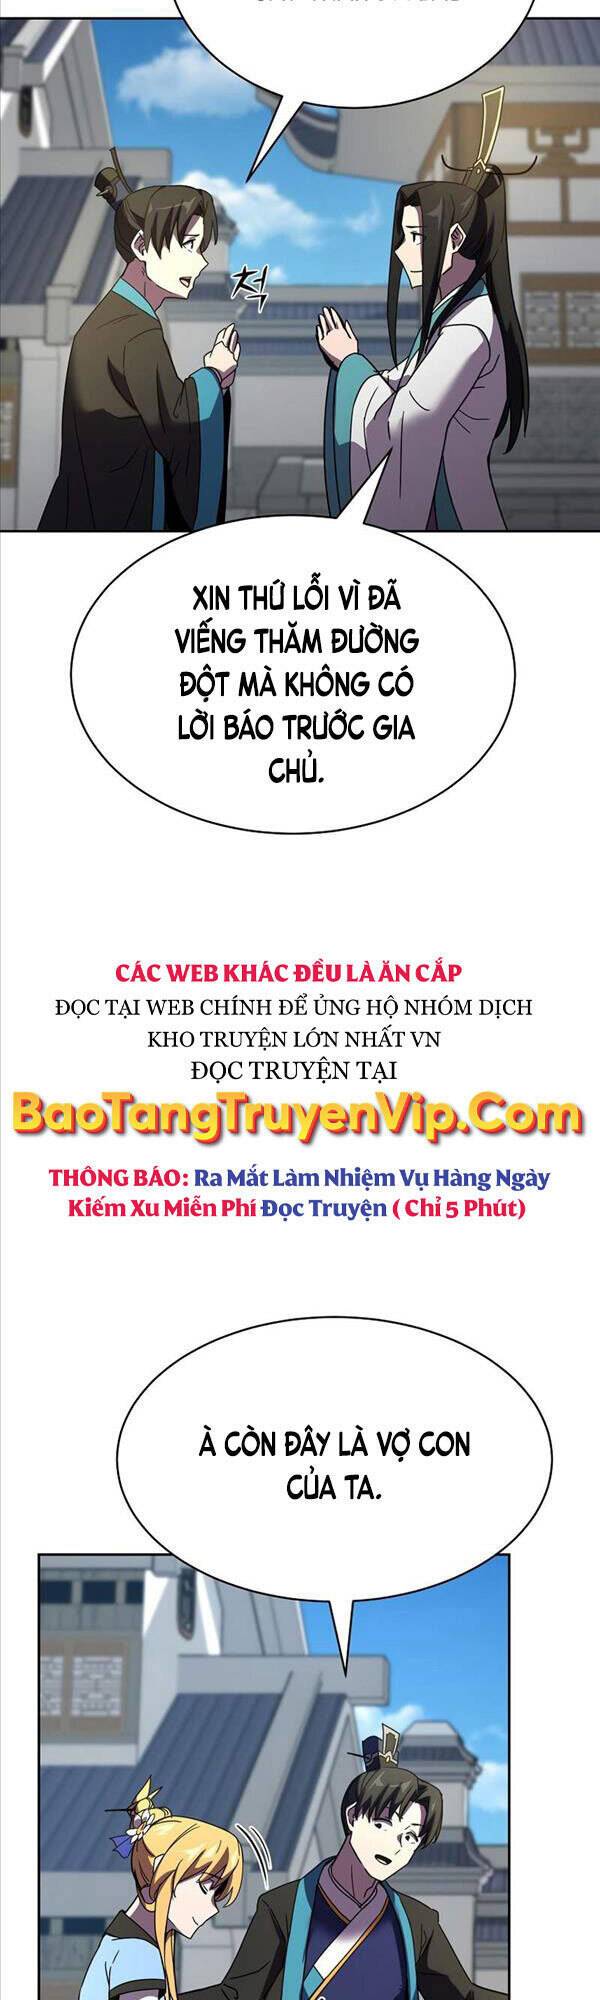 척
XIN THỨ LỖI VÌ ĐÃ
VIẾNG THĂM ĐƯỜNG
ĐỘT MÀ KHÔNG CÓ
LỜI BÁO TRƯỚC GIA
CHỦ.
CÁC WEB KHÁC ĐỀU LÀ ĂN CẮP
ĐỌC TẠI WEB CHÍNH ĐỂ ỦNG HỘ NHÓM DỊCH
KHO TRUYỆN LỚN NHẤT VN
ĐỌC TRUYỆN TẠI
BaoTangTruyenVip.Com
THÔNG BÁO: Ra Mắt Làm Nhiệm Vụ Hàng Ngày
Kiếm Xu Miễn Phí Đọc Truyện ( Chỉ 5 Phút)
À CÒN ĐÂY LÀ VỢ CON
CỦA TA.